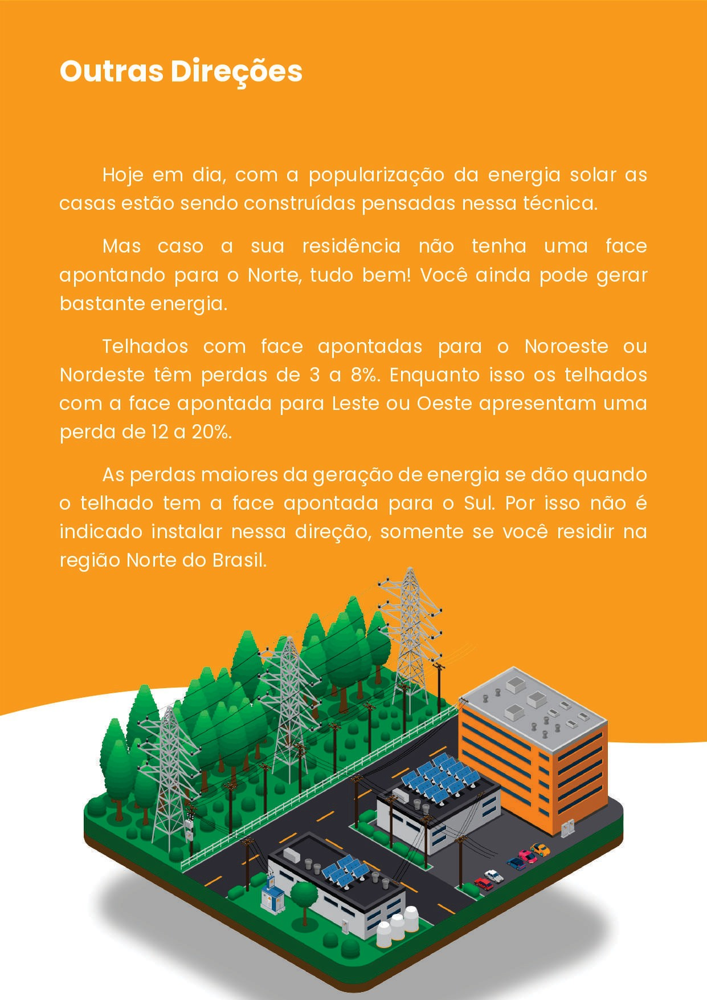 Outras Direções
Hoje em dia, com a popularização da energia solar as
casas estão sendo construídas pensadas nessa técnica.
Mas caso a sua residência não tenha uma face
apontando para o Norte, tudo bem! Você ainda pode gerar
bastante energia.
Telhados com face apontadas para o Noroeste ou
Nordeste têm perdas de 3 a 8%. Enquanto isso os telhados
com a face apontada para Leste ou Oeste apresentam uma
perda de 12 a 20%.
As perdas maiores da geração de energia se dão quando
o telhado tem a face apontada para o Sul. Por isso não é
indicado instalar nessa direção, somente se você residir na
região Norte do Brasil.